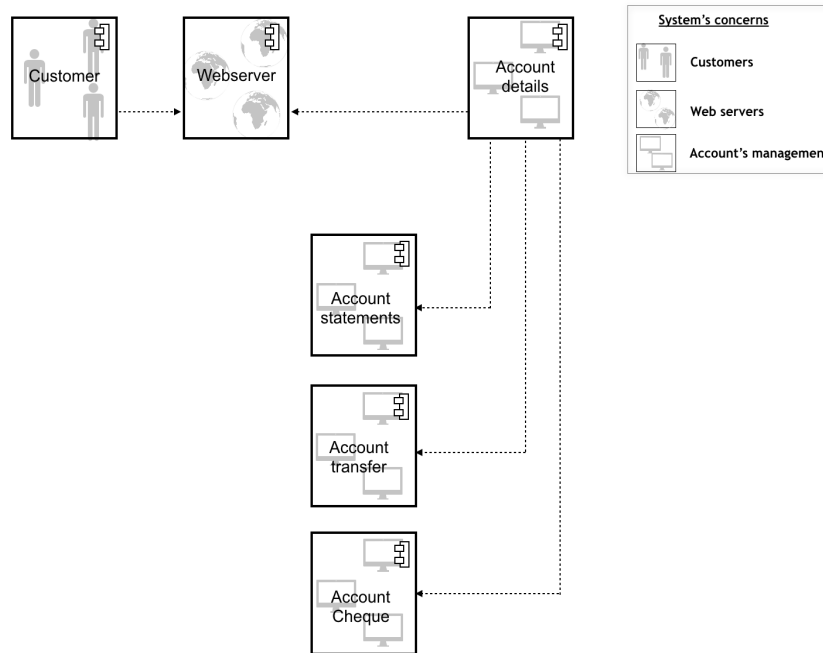 Customer
Webserver
Account
details
System's concerns
Customers
Web servers
Account's managemen
Account
statements
Account
transfer
Account
Cheque